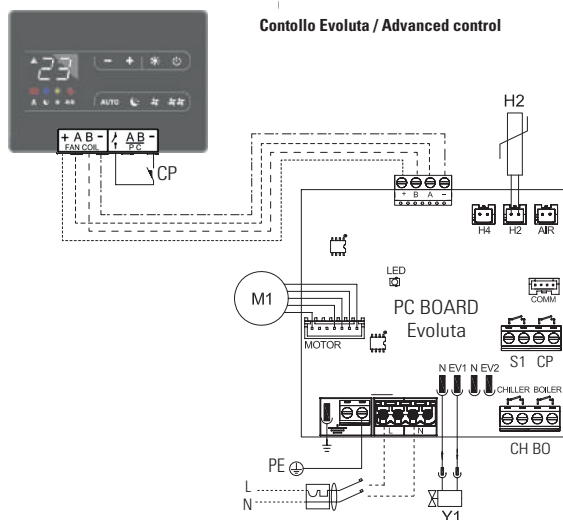 Contollo Evoluta / Advanced control
23
AUTO
+ A B - A B -
FAN COIL P C
CP
H2
+ B A -
H4 H2 AIR
LED
COMM
M1
PC BOARD
Evoluta
MOTOR
S1 CP
N EV1 N EV2
CHILLER BOILER
L N
CH BO
PE
L
N
Y1